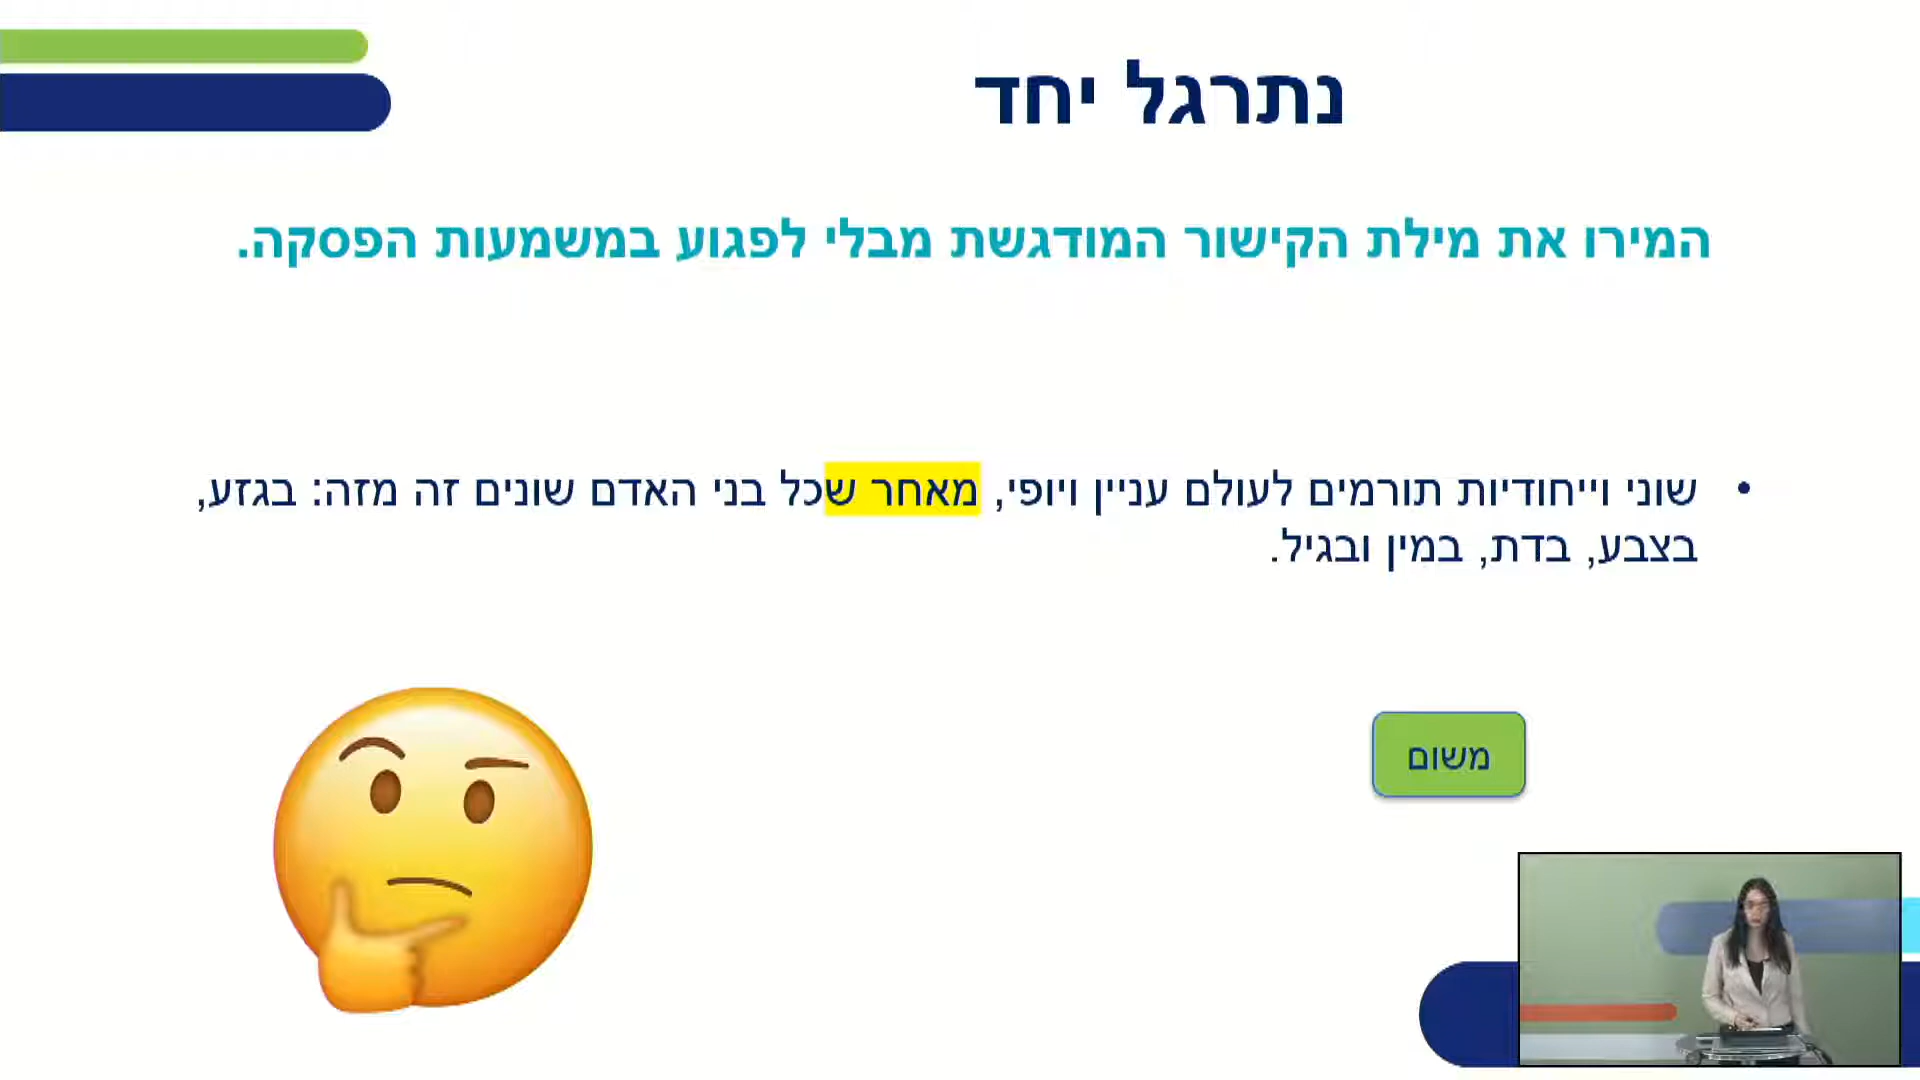 נתרגל יחד
המירו את מילת הקישור המודגשת מבלי לפגוע במשמעות הפסקה.
• שוני וייחודיות תורמים לעולם עניין ויופי, מאחר שכל בני האדם שונים זה מזה: בגזע,
בצבע, בדת, במין ובגיל.
משום